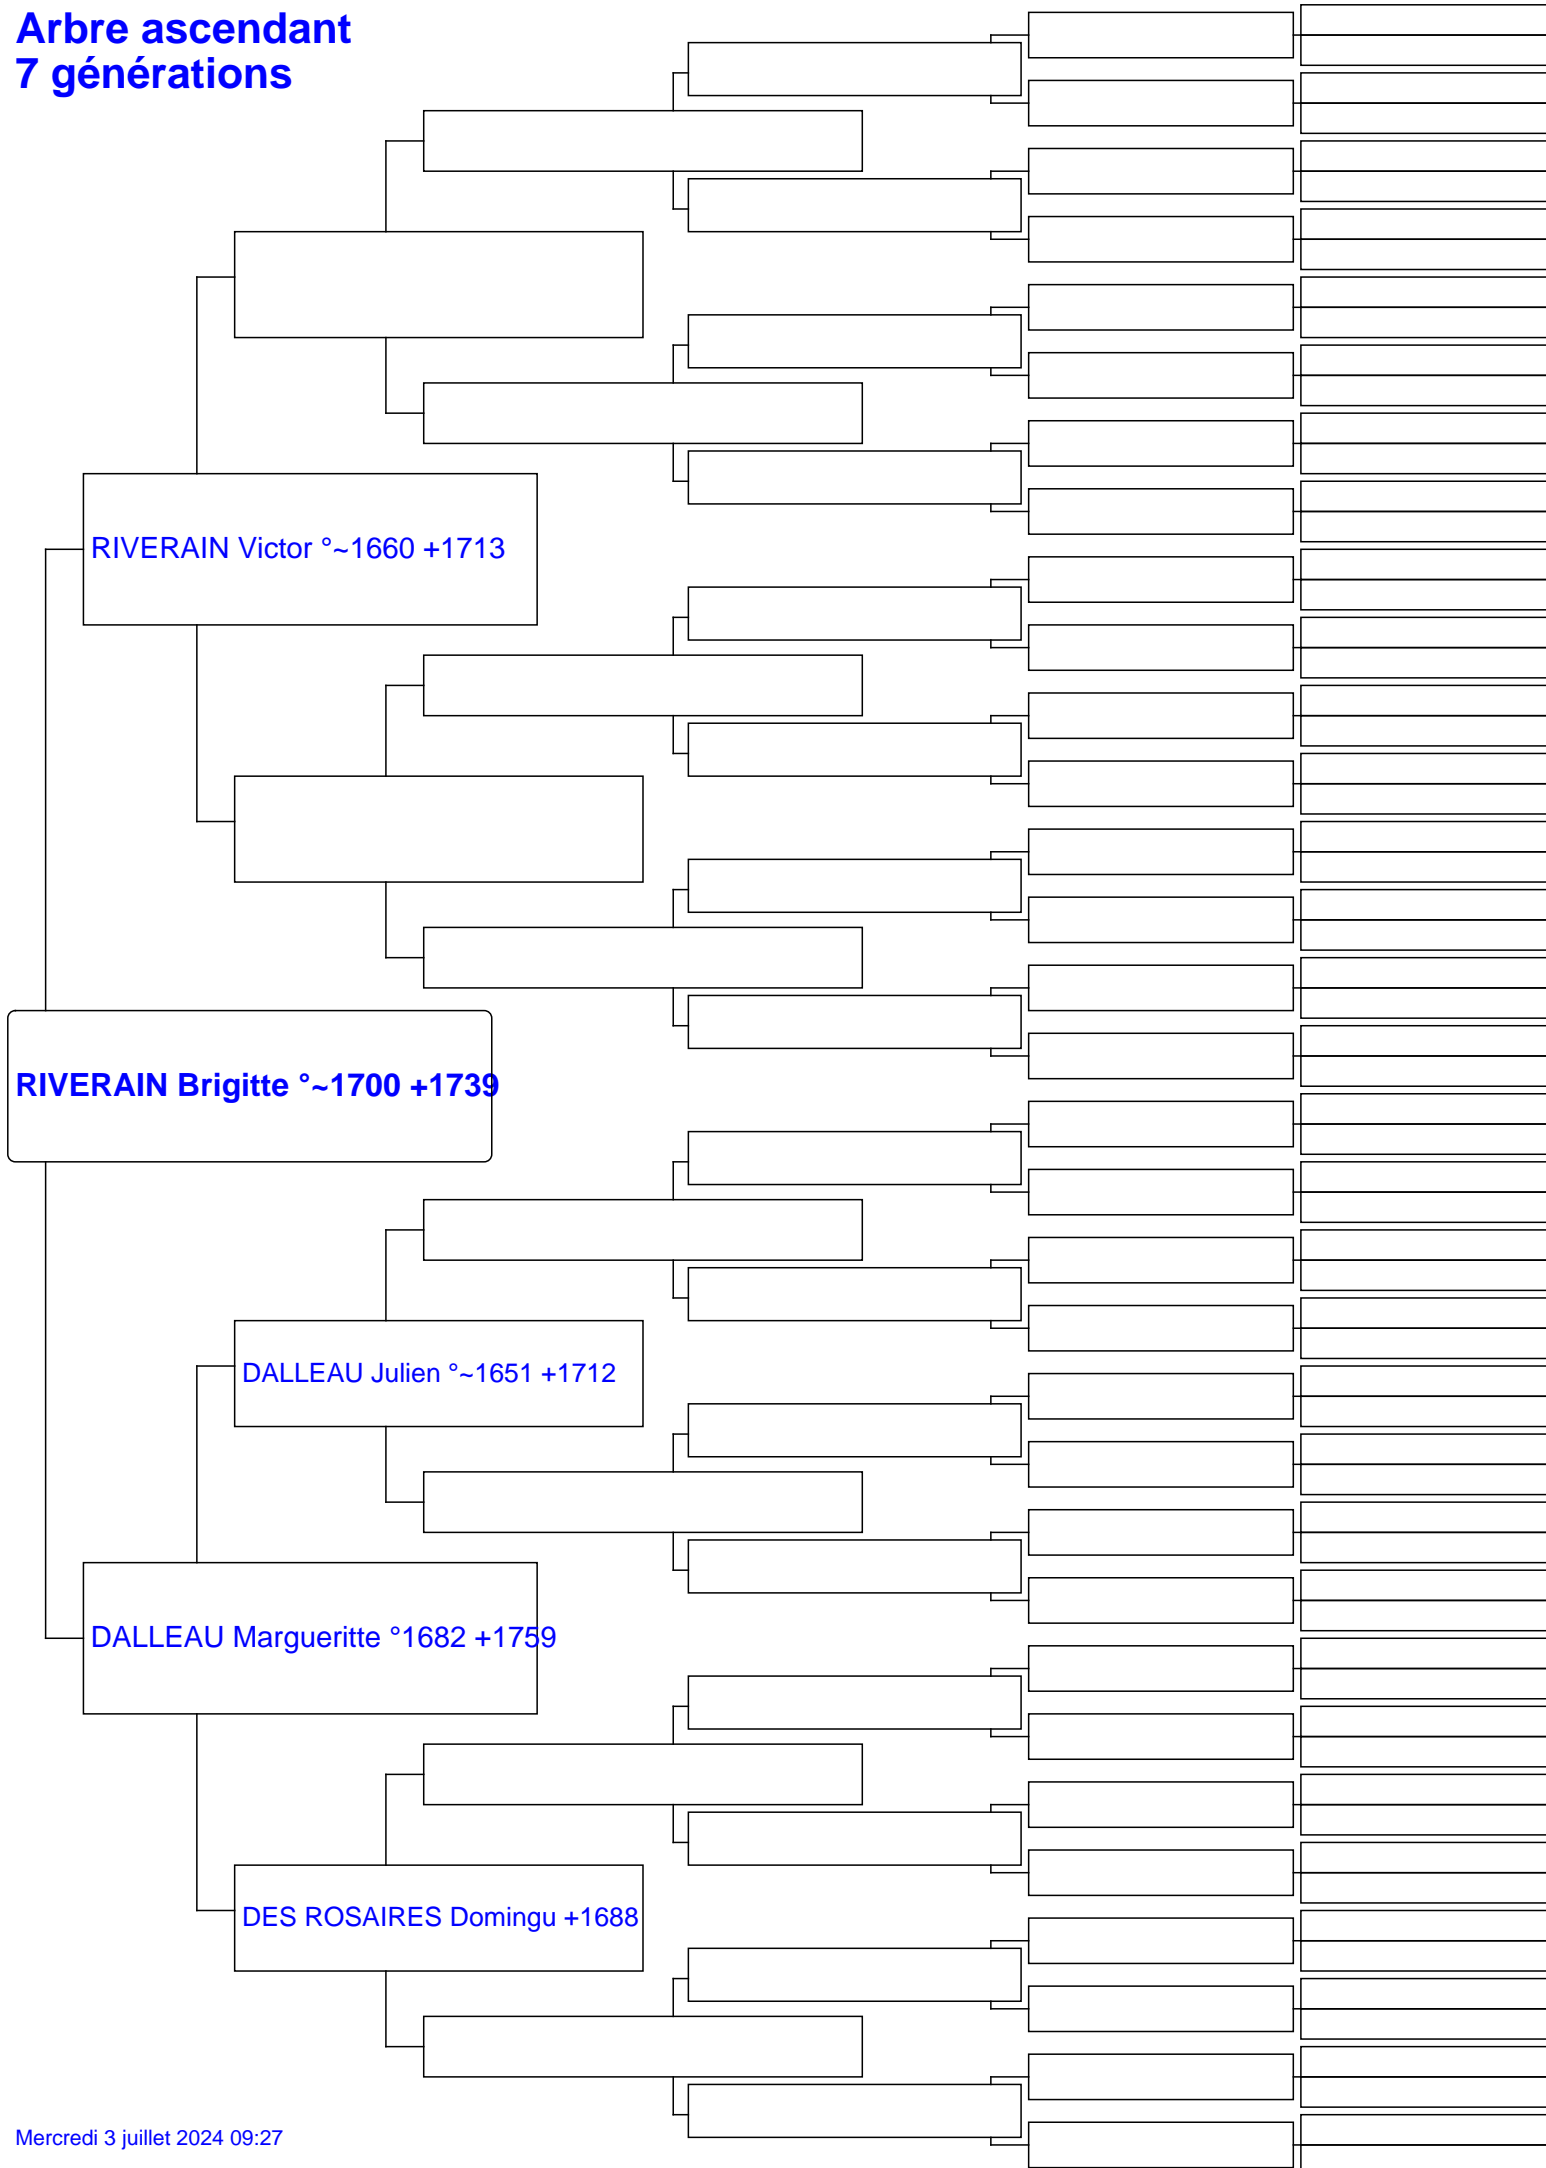 Arbre ascendant
7 générations
RIVERAIN Victor °~1660 +1713
RIVERAIN Brigitte °~1700 +1739
DALLEAU Julien °~1651 +1712
DALLEAU Margueritte °1682 +1759
DES ROSAIRES Domingu +1688
Mercredi 3 juillet 2024 09:27